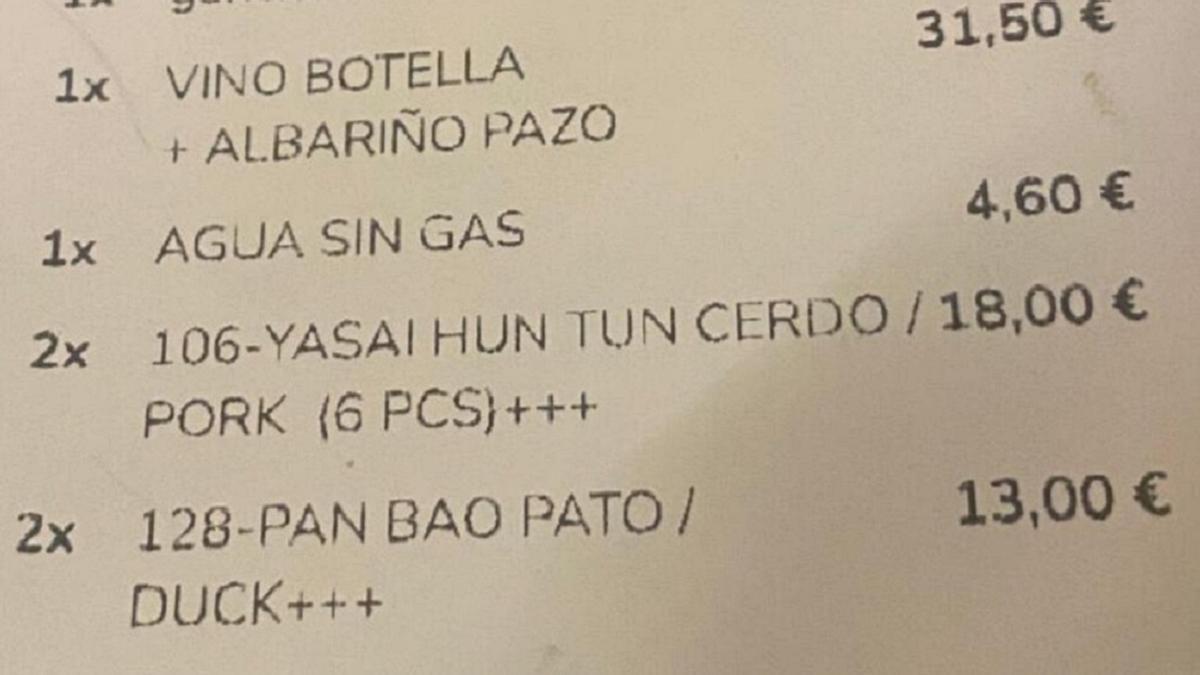 1x VINO BOTELLA 31,50 €
+ ALBARIÑO PAZO
1x AGUA SIN GAS 4,60 €
2x 106-YASAI HUN TUN CERDO / 18,00 €
PORK (6 PCS)+++
2x 128-PAN BAO PATO / 13,00 €
DUCK+++